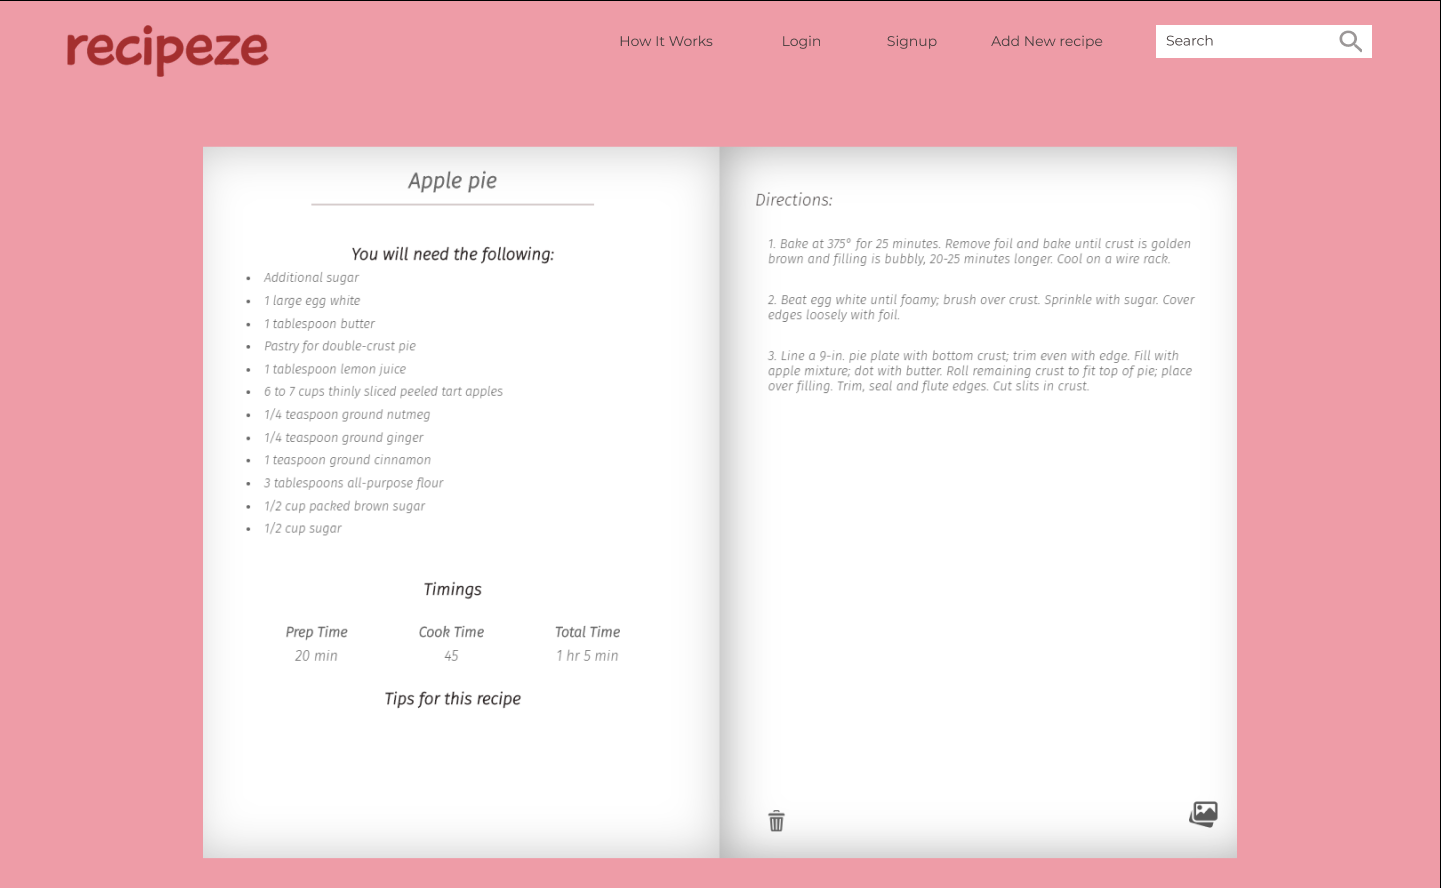 recipeze
How It Works
Login
Signup
Add New recipe
Search
Apple pie
You will need the following:
• Additional sugar
• 1 large egg white
• 1 tablespoon butter
• Pastry for double-crust pie
• 1 tablespoon lemon juice
• 6 to 7 cups thinly sliced peeled tart apples
• 1/4 teaspoon ground nutmeg
• 1/4 teaspoon ground ginger
• 1 teaspoon ground cinnamon
• 3 tablespoons all-purpose flour
• 1/2 cup packed brown sugar
• 1/2 cup sugar
Timings
Prep Time Cook Time Total Time
20 min 45 1 hr 5 min
Tips for this recipe
Directions:
1. Bake at 375° for 25 minutes. Remove foil and bake until crust is golden
brown and filling is bubbly, 20-25 minutes longer. Cool on a wire rack.
2. Beat egg white until foamy; brush over crust. Sprinkle with sugar. Cover
edges loosely with foil.
3. Line a 9-in. pie plate with bottom crust; trim even with edge. Fill with
apple mixture; dot with butter. Roll remaining crust to fit top of pie; place
over filling. Trim, seal and flute edges. Cut slits in crust.